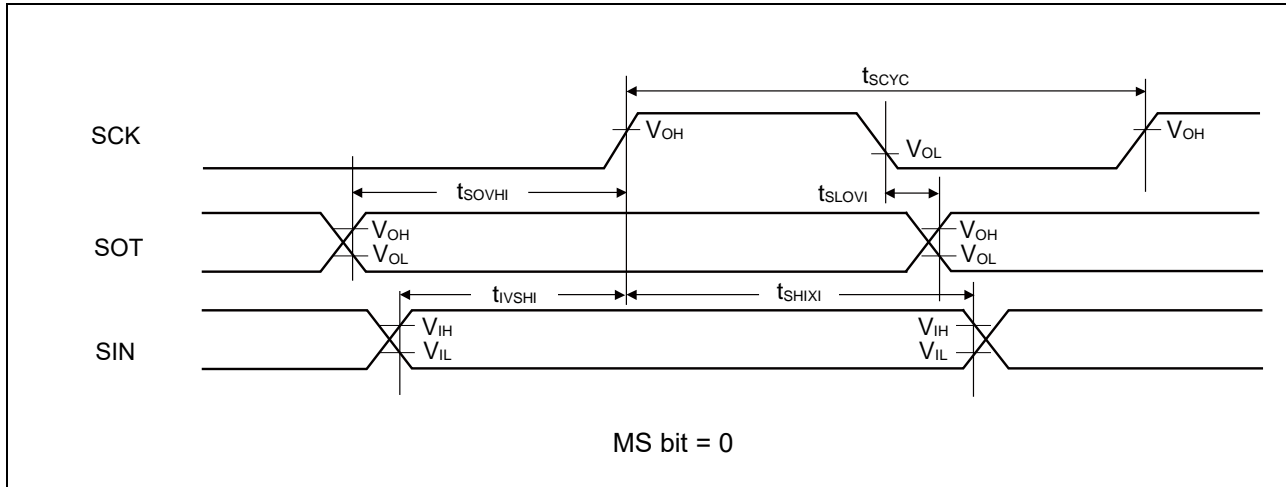 tSCYC
SCK
VOH
VOL
VOH
tSOVHI
tSLOVI
SOT
VOH
VOL
VOH
VOL
tIVSHI
tSHIXI
SIN
VIH
VIL
VIH
VIL
MS bit = 0